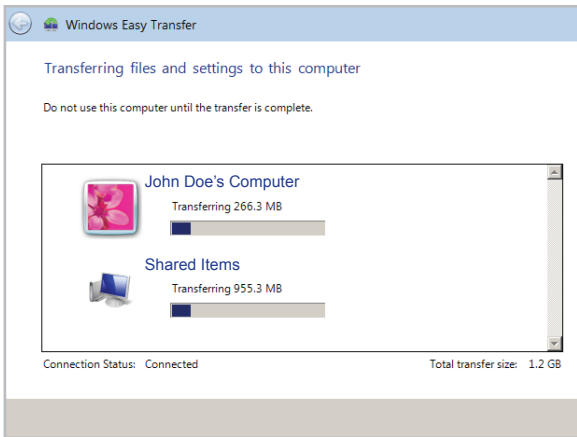 Windows Easy Transfer
Transferring files and settings to this computer
Do not use this computer until the transfer is complete.
John Doe's Computer
Transferring 266.3 MB
Shared Items
Transferring 955.3 MB
Connection Status: Connected Total transfer size: 1.2 GB